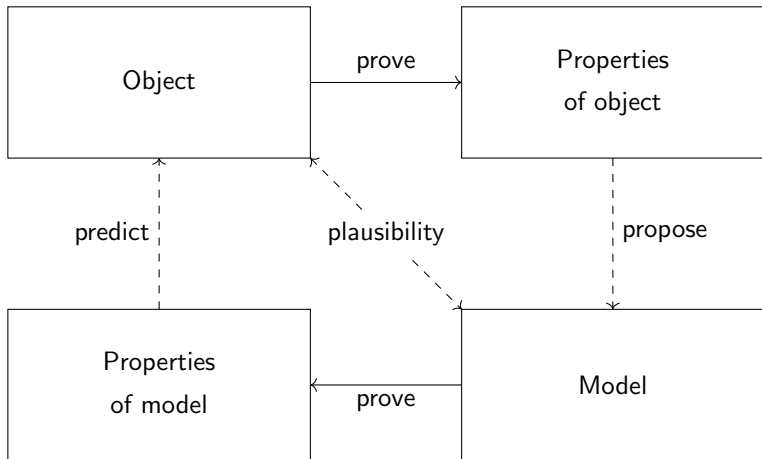 Object
prove
Properties
of object
predict
plausibility
propose
Properties
of model
prove
Model